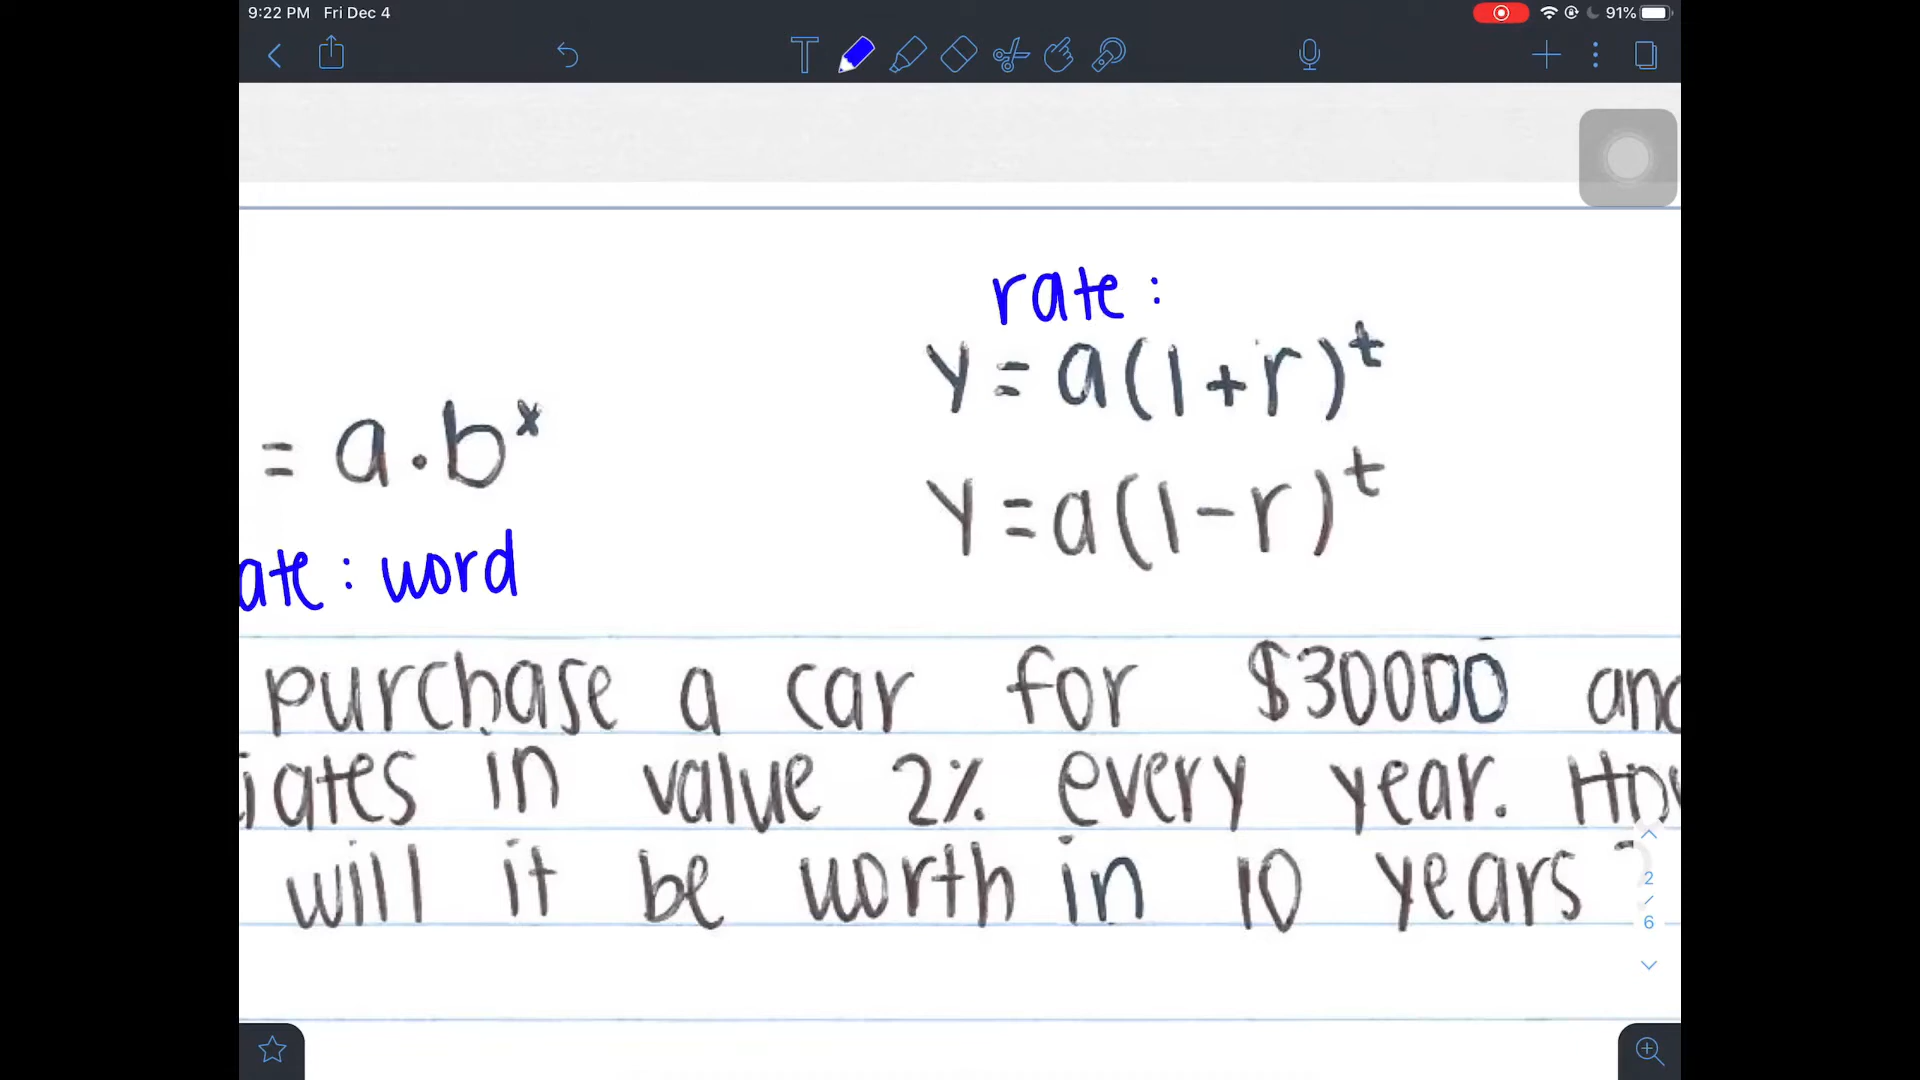 9:22 PM Fri Dec 4
91%
T
rate :
y = a(1+r)^t
= a·b^x
y = a(1-r)^t
ate : word
purchase a car for $30000 and
iates in value 2% every year. How
will it be worth in 10 years ?
2
6